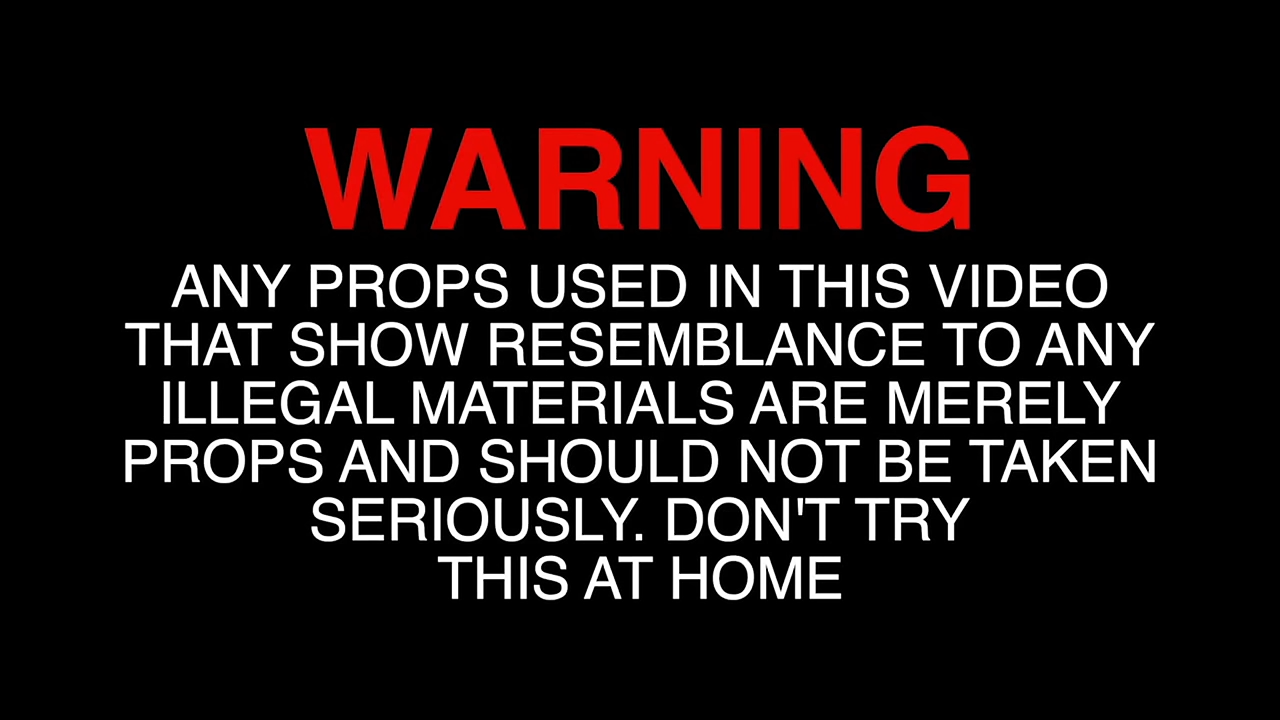 WARNING
ANY PROPS USED IN THIS VIDEO
THAT SHOW RESEMBLANCE TO ANY
ILLEGAL MATERIALS ARE MERELY
PROPS AND SHOULD NOT BE TAKEN
SERIOUSLY. DON'T TRY
THIS AT HOME